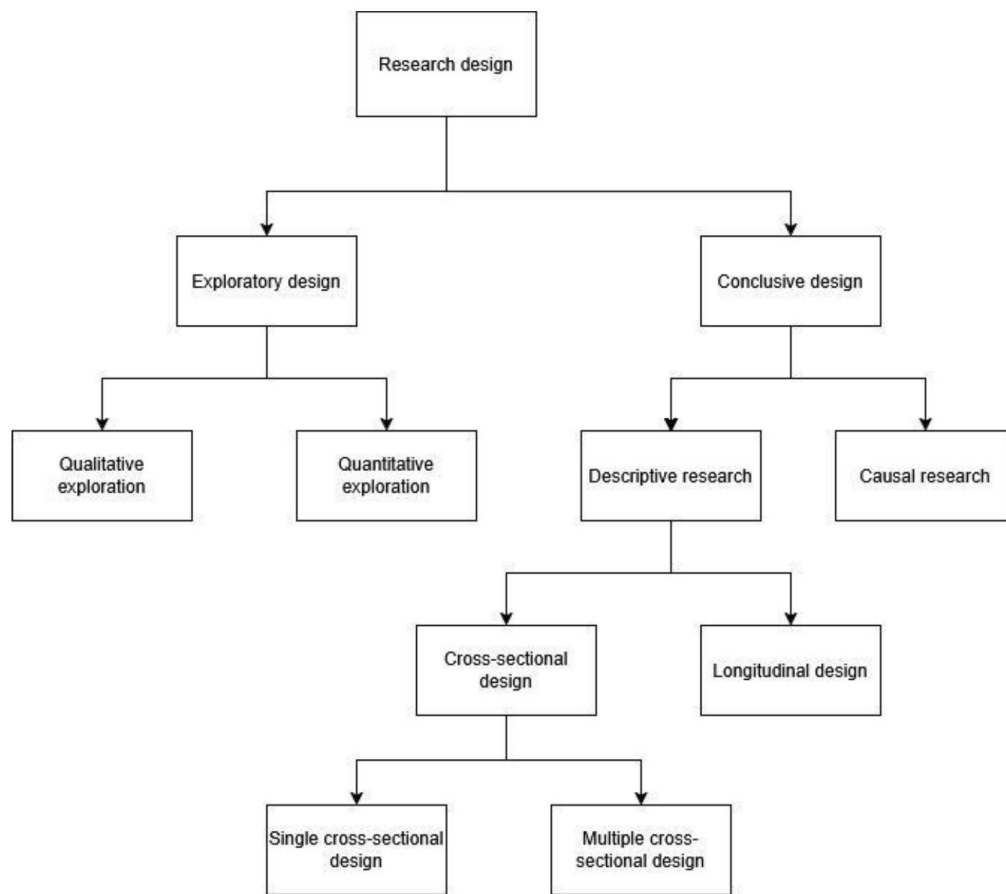 Research design
Exploratory design
Conclusive design
Qualitative
exploration
Quantitative
exploration
Descriptive research
Causal research
Cross-sectional
design
Longitudinal design
Single cross-sectional
design
Multiple cross-
sectional design